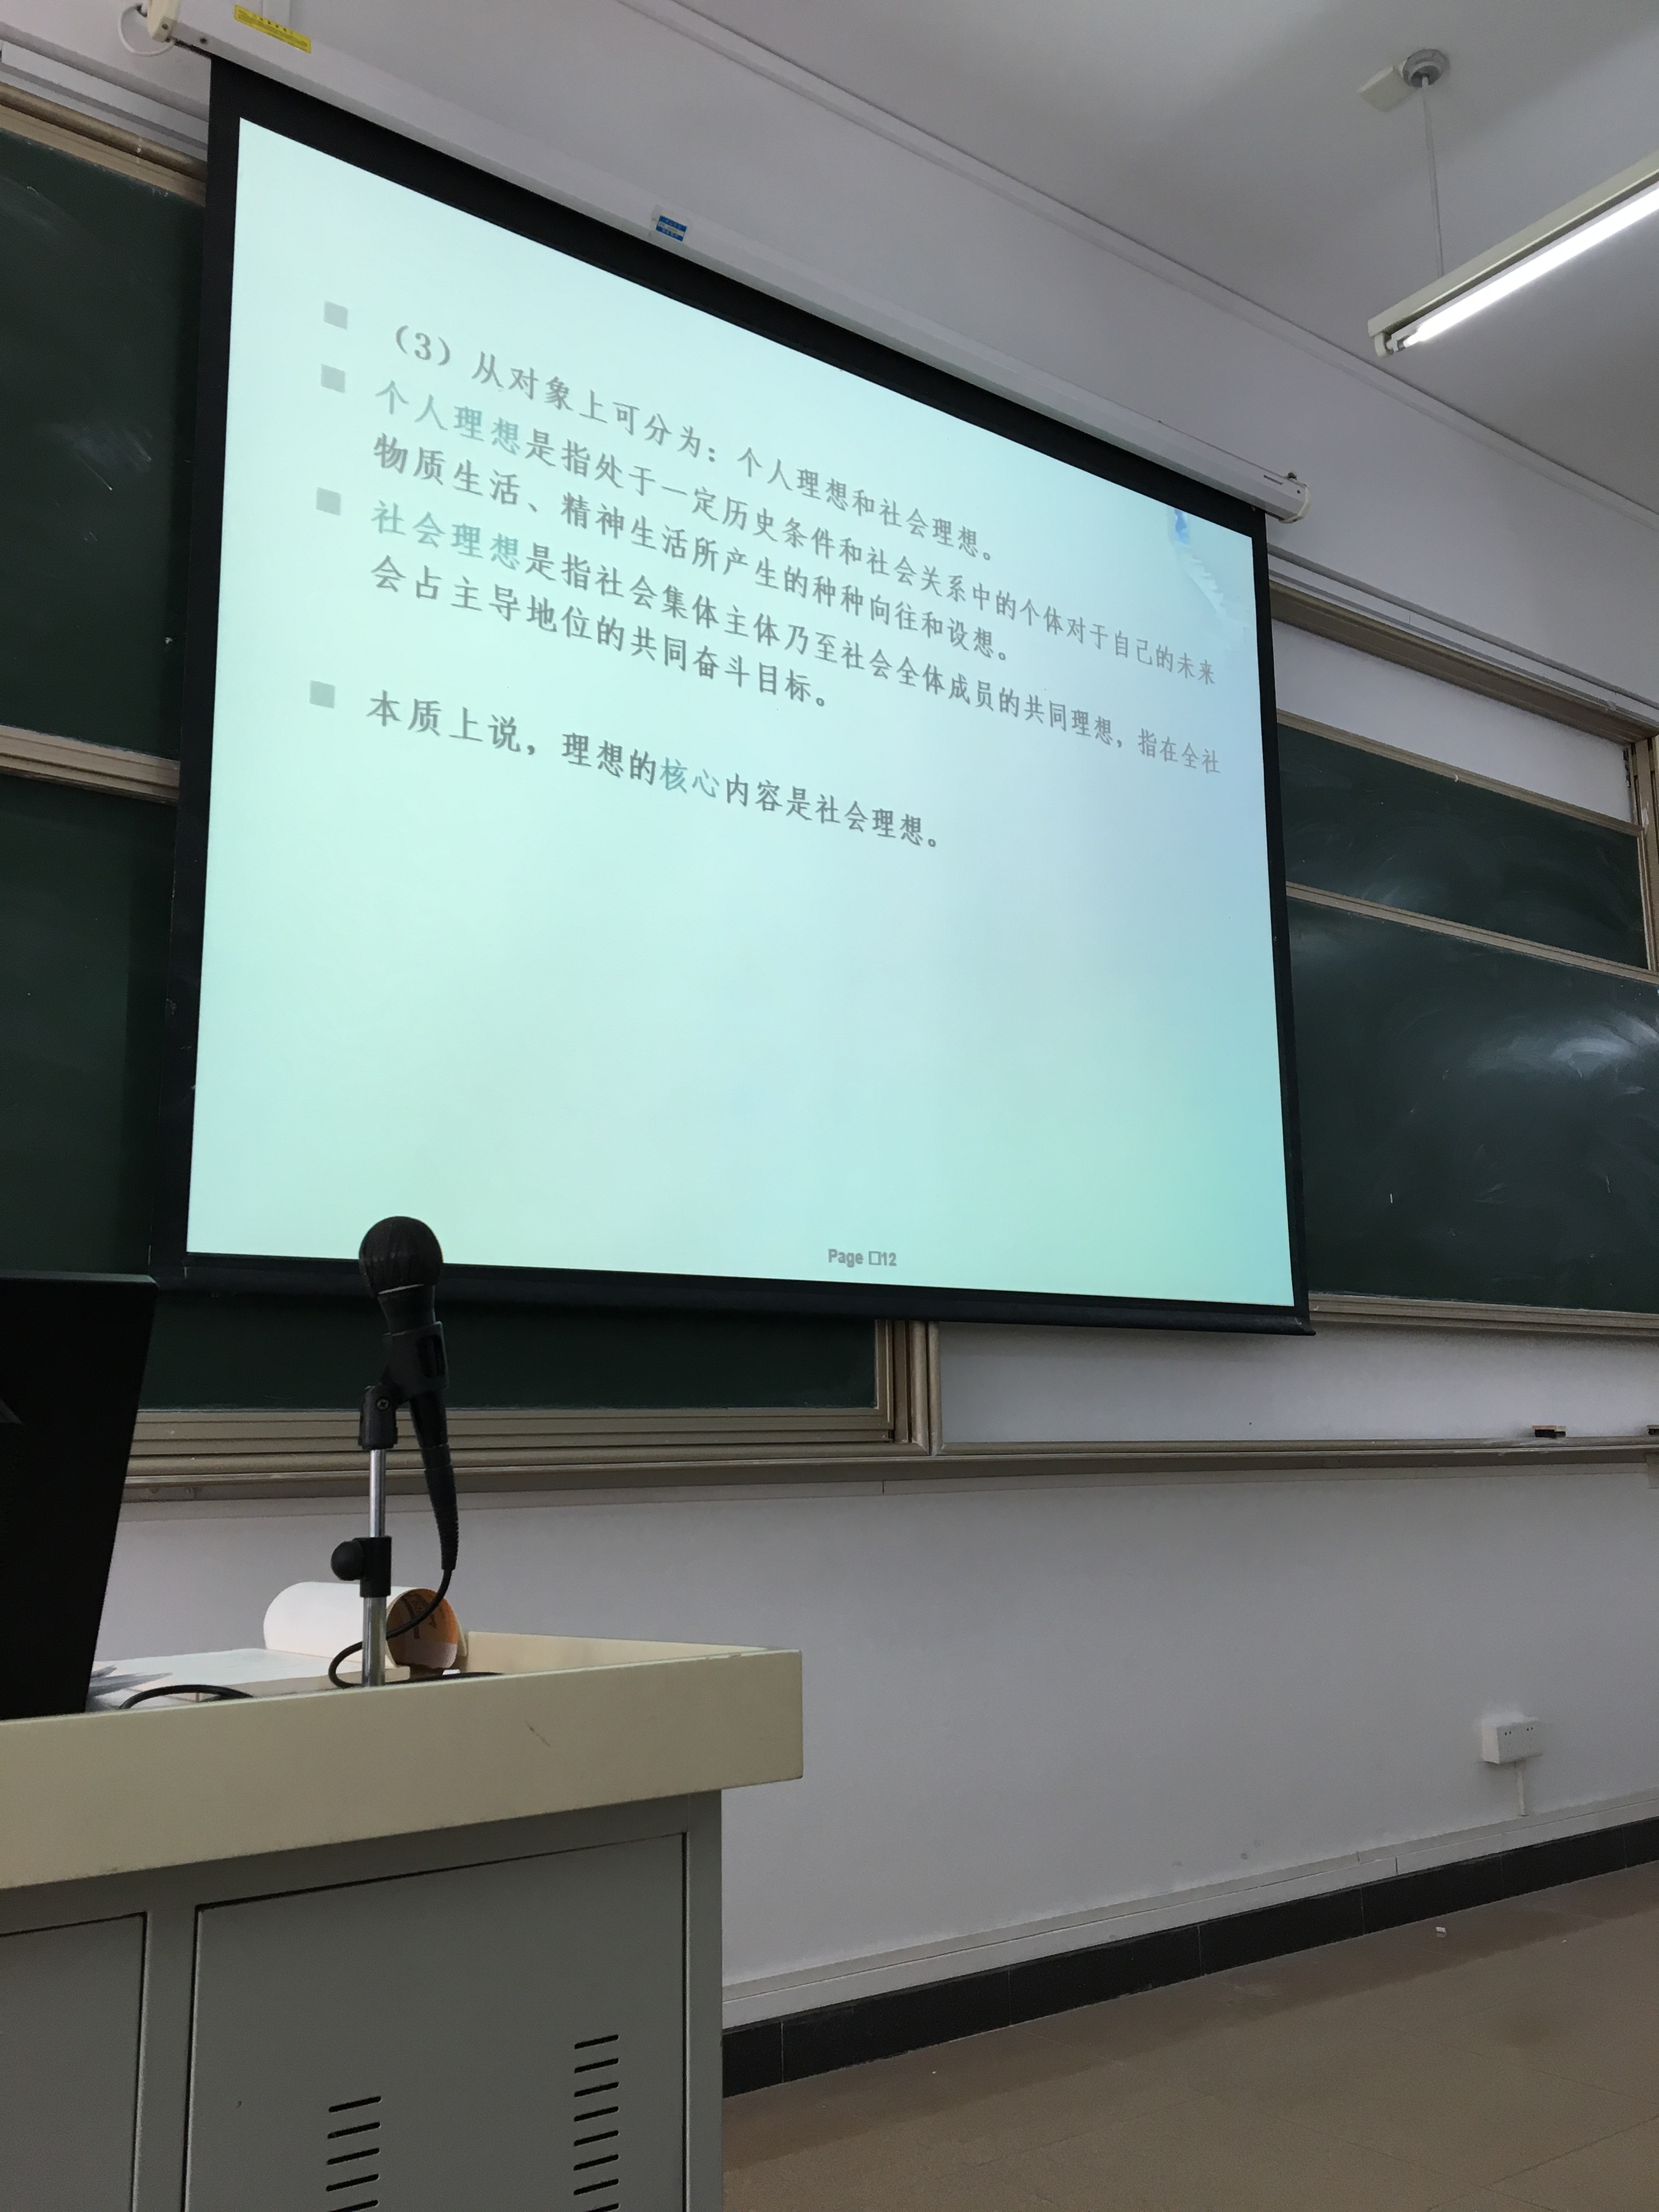 （3）从对象上可分为：个人理想和社会理想。
个人理想是指处于一定历史条件和社会关系中的个体对于自己的未来
物质生活、精神生活所产生的种种向往和设想。
社会理想是指社会集体主体乃至社会全体成员的共同理想，指在全社
会占主导地位的共同奋斗目标。
本质上说，理想的核心内容是社会理想。
Page □12